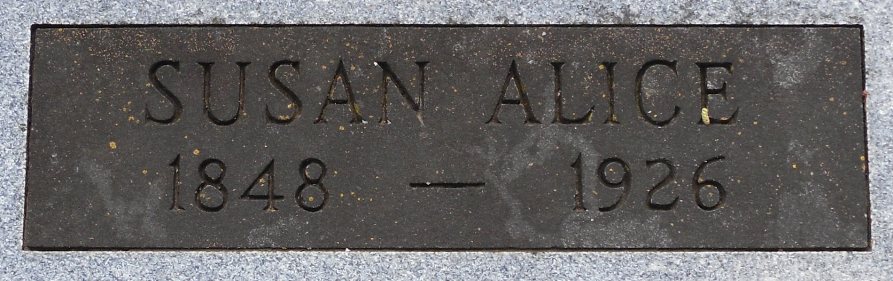 SUSAN ALICE
1848 — 1926